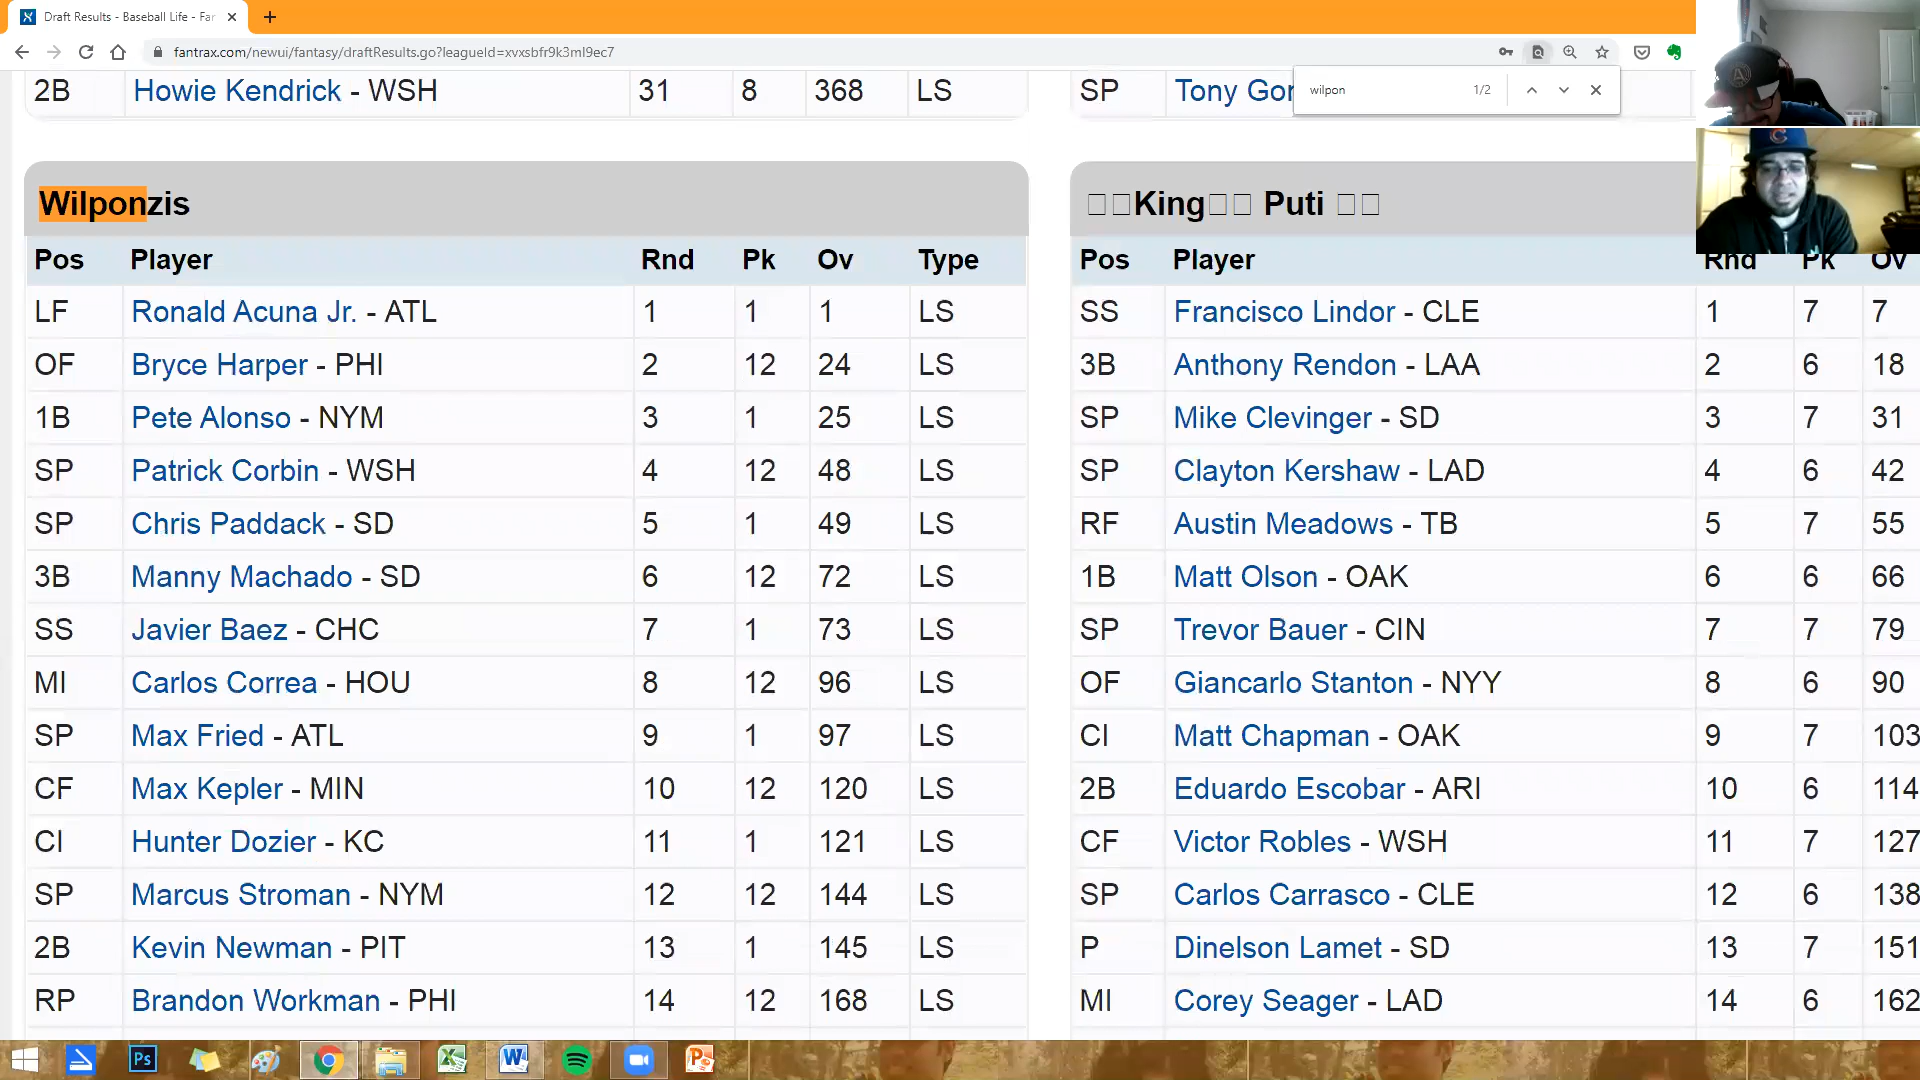 Draft Results - Baseball Life - Fan
fantrax.com/newui/fantasy/draftResults.go?leagueId=xvxsbfr9k3ml9ec7
wilpon 1/2
2B Howie Kendrick - WSH 31 8 368 LS
SP Tony Gon
Wilponzis
Pos Player Rnd Pk Ov Type
LF Ronald Acuna Jr. - ATL 1 1 1 LS
OF Bryce Harper - PHI 2 12 24 LS
1B Pete Alonso - NYM 3 1 25 LS
SP Patrick Corbin - WSH 4 12 48 LS
SP Chris Paddack - SD 5 1 49 LS
3B Manny Machado - SD 6 12 72 LS
SS Javier Baez - CHC 7 1 73 LS
MI Carlos Correa - HOU 8 12 96 LS
SP Max Fried - ATL 9 1 97 LS
CF Max Kepler - MIN 10 12 120 LS
CI Hunter Dozier - KC 11 1 121 LS
SP Marcus Stroman - NYM 12 12 144 LS
2B Kevin Newman - PIT 13 1 145 LS
RP Brandon Workman - PHI 14 12 168 LS
King Puti
Pos Player Rnd Pk Ov
SS Francisco Lindor - CLE 1 7 7
3B Anthony Rendon - LAA 2 6 18
SP Mike Clevinger - SD 3 7 31
SP Clayton Kershaw - LAD 4 6 42
RF Austin Meadows - TB 5 7 55
1B Matt Olson - OAK 6 6 66
SP Trevor Bauer - CIN 7 7 79
OF Giancarlo Stanton - NYY 8 6 90
CI Matt Chapman - OAK 9 7 103
2B Eduardo Escobar - ARI 10 6 114
CF Victor Robles - WSH 11 7 127
SP Carlos Carrasco - CLE 12 6 138
P Dinelson Lamet - SD 13 7 151
MI Corey Seager - LAD 14 6 162